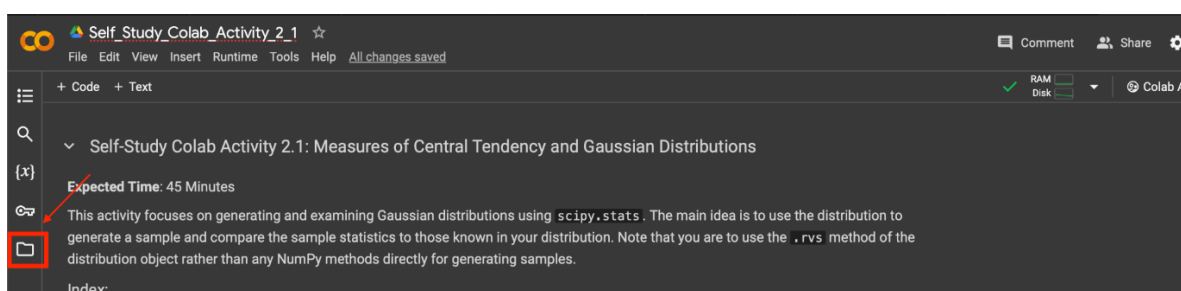 Self_Study_Colab_Activity_2_1
File Edit View Insert Runtime Tools Help All changes saved
Comment Share
+ Code + Text
RAM
Disk
Colab
{x}
Self-Study Colab Activity 2.1: Measures of Central Tendency and Gaussian Distributions
Expected Time: 45 Minutes
This activity focuses on generating and examining Gaussian distributions using scipy.stats. The main idea is to use the distribution to
generate a sample and compare the sample statistics to those known in your distribution. Note that you are to use the .rvs method of the
distribution object rather than any NumPy methods directly for generating samples.
Index: